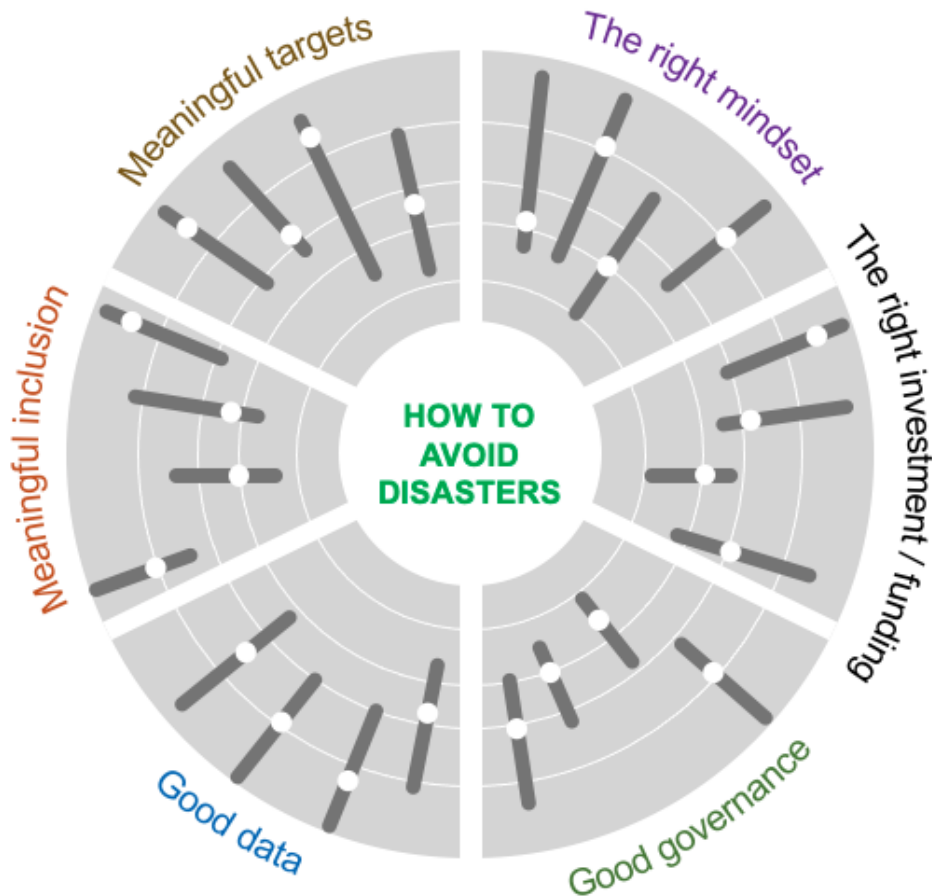 Meaningful targets
The right mindset
The right investment / funding
Good governance
Good data
Meaningful inclusion
HOW TO
AVOID
DISASTERS